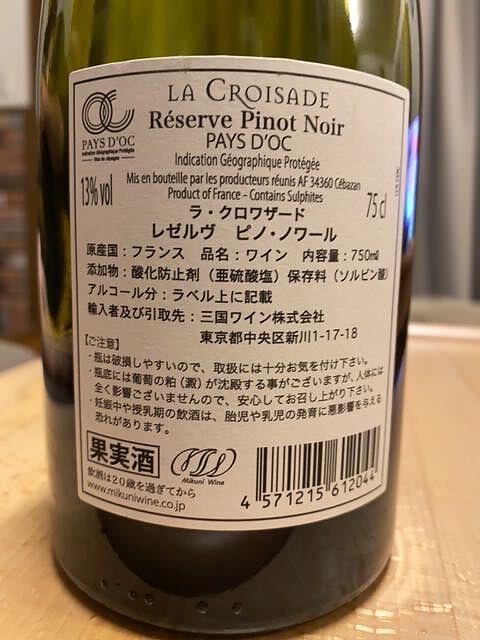 LA CROISADE
Réserve Pinot Noir
PAYS D'OC
Indication Géographique Protégée
PAYS D'OC
Indication Géographique Protégée
Mis en bouteille par les producteurs réunis AF 34360 Cébazan
Product of France - Contains Sulphites
13% vol
75 cl
ラ・クロワザード
レゼルヴ ピノ・ノワール
原産国：フランス 品名：ワイン 内容量：750㎖
添加物：酸化防止剤（亜硫酸塩）保存料（ソルビン酸）
アルコール分：ラベル上に記載
輸入者及び引取先：三国ワイン株式会社
東京都中央区新川1-17-18
【ご注意】
・瓶は破損しやすいので、取扱には十分お気を付け下さい。
・瓶底には葡萄の粕（澱）が沈殿する事がございますが、人体には
全く影響ございませんので、安心してお召し上がり下さい。
・妊娠中や授乳期の飲酒は、胎児や乳児の発育に悪影響を与える
恐れがあります。
果実酒
Mikuni Wine
飲酒は20歳を過ぎてから
www.mikuniwine.co.jp
4 571215 612044